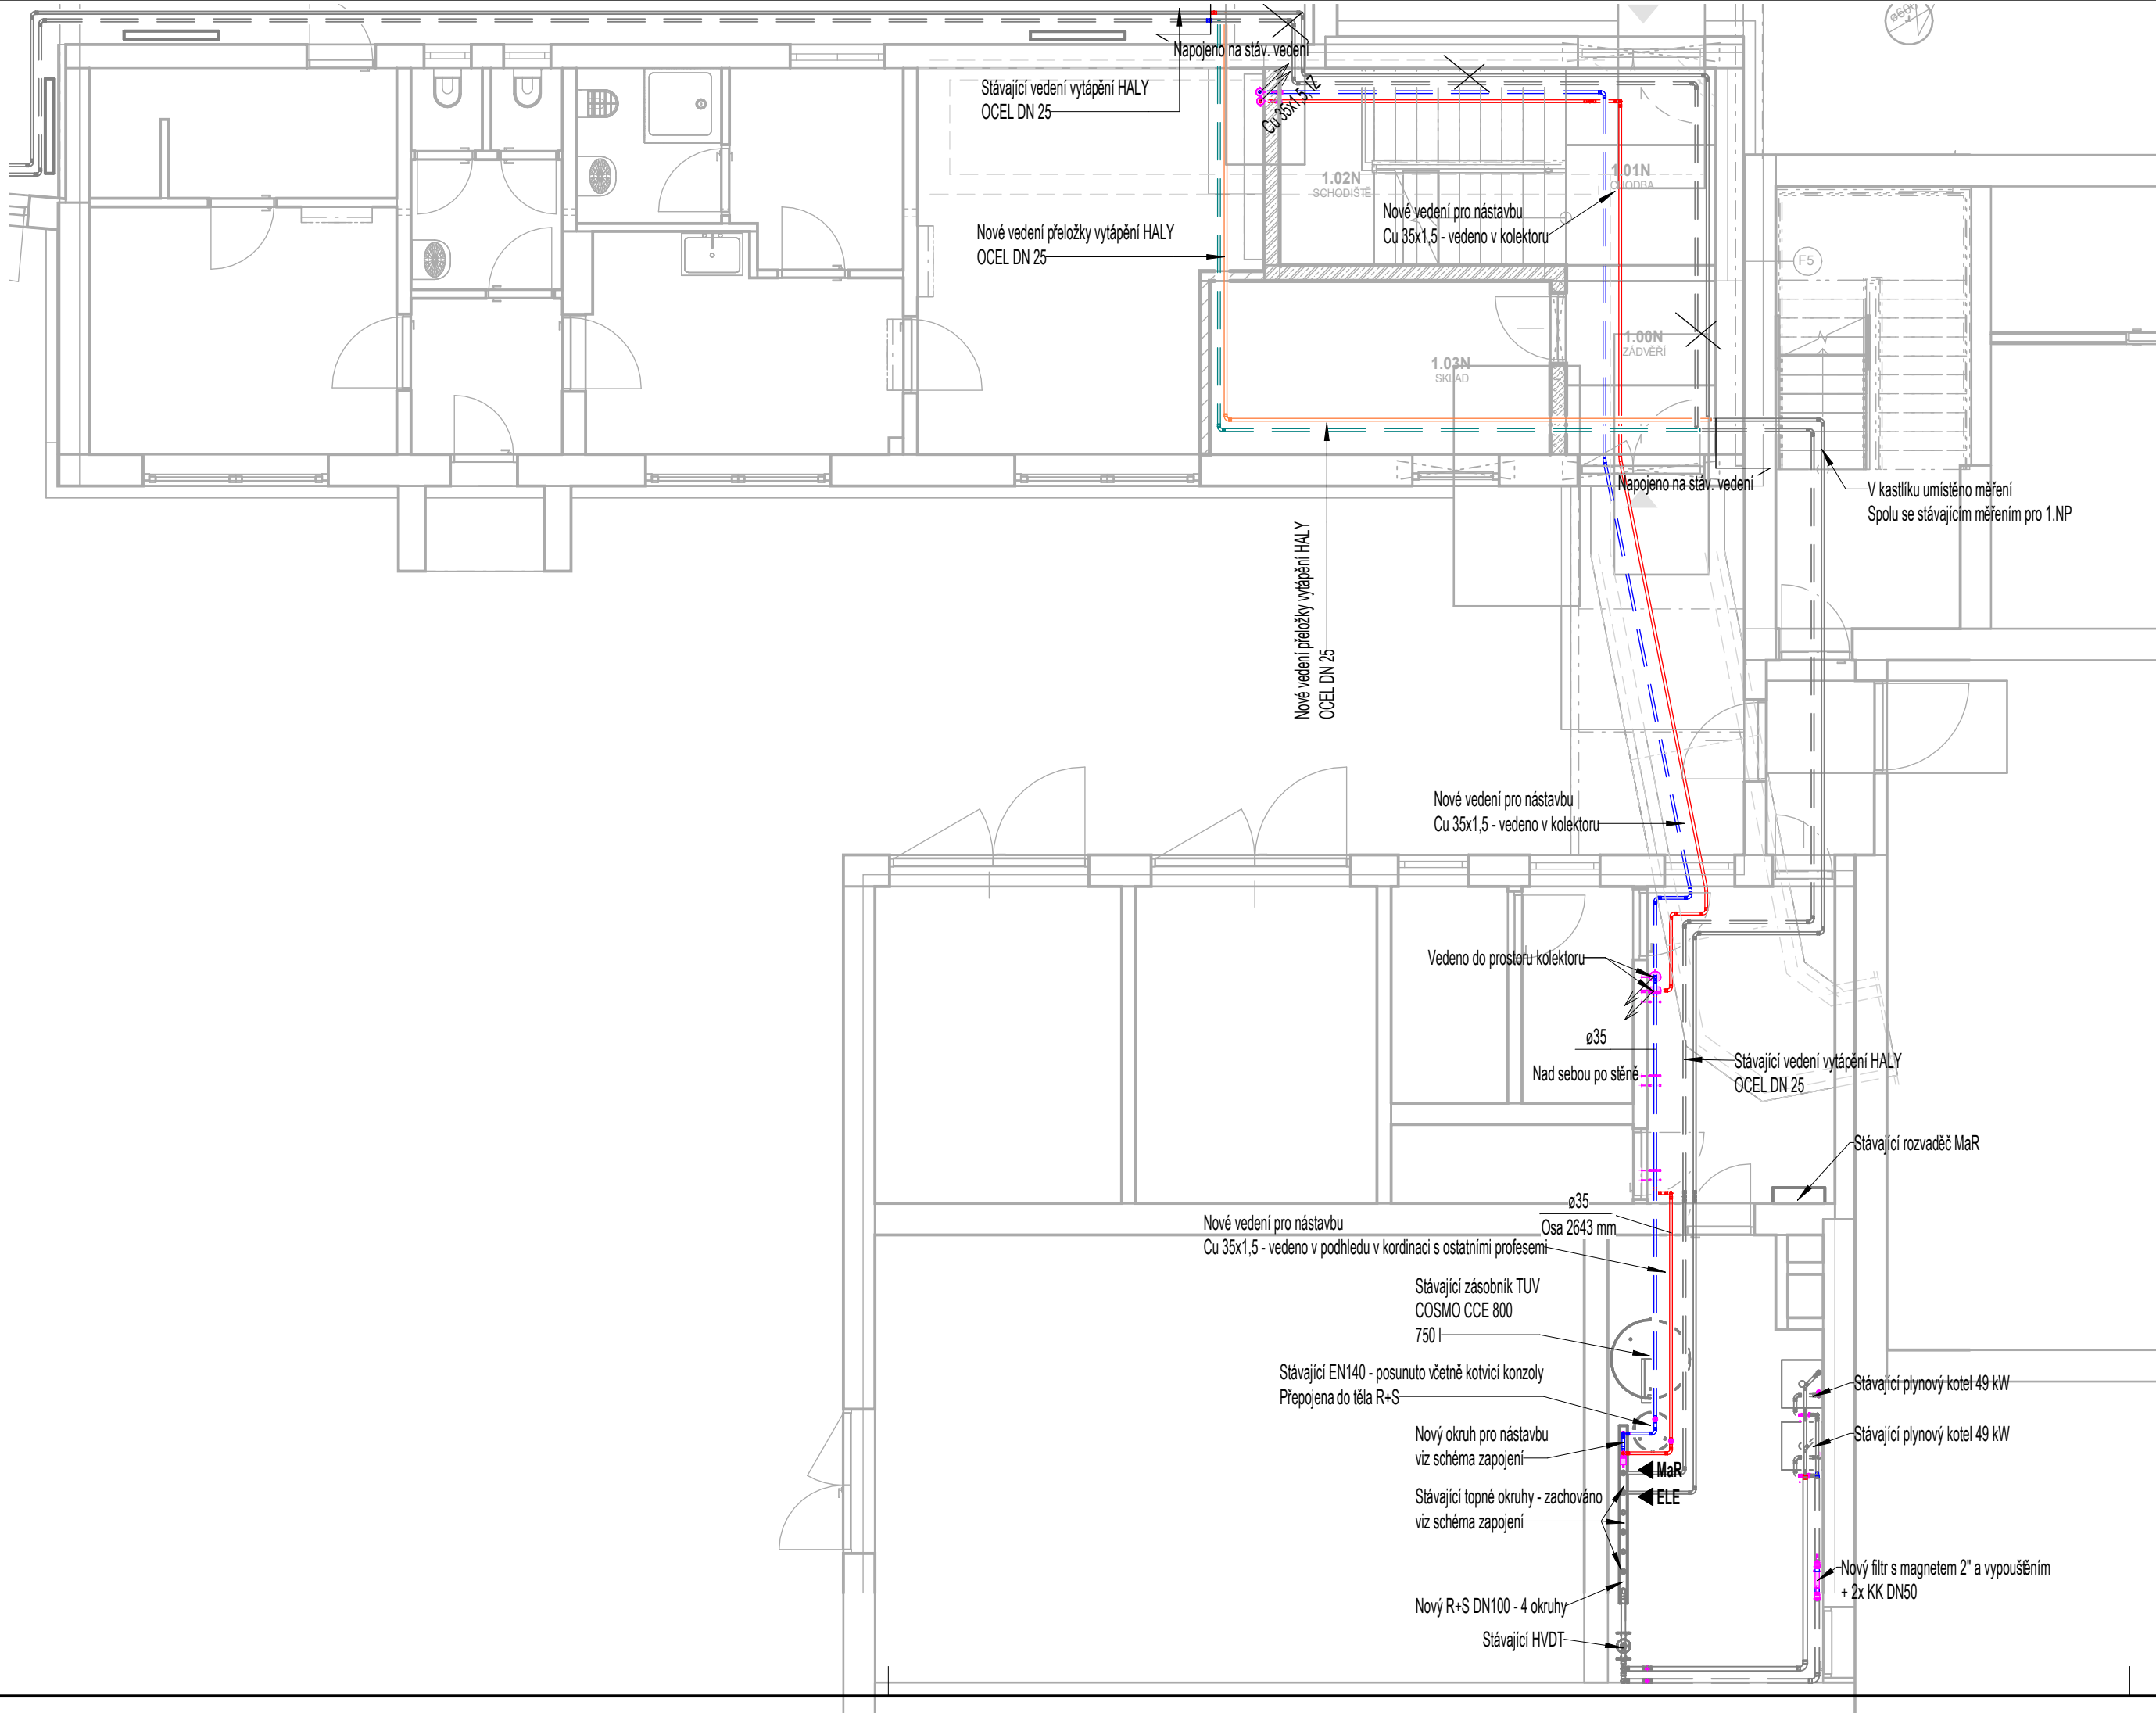 ø600
Napojeno na stáv. vedení
Stávající vedení vytápění HALY
OCEL DN 25
Cu 35x1,5, IZ
1.02N
SCHODIŠTĚ
1.01N
CHODBA
Nové vedení pro nástavbu
Cu 35x1,5 - vedeno v kolektoru
Nové vedení přeložky vytápění HALY
OCEL DN 25
F5
1.00N
ZÁDVEŘÍ
1.03N
SKLAD
Napojeno na stáv. vedení
V kastlíku umístěno měření
Spolu se stávajícím měřením pro 1.NP
Nové vedení přeložky vytápění HALY
OCEL DN 25
Nové vedení pro nástavbu
Cu 35x1,5 - vedeno v kolektoru
Vedeno do prostoru kolektoru
ø35
Nad sebou po stěně
Stávající vedení vytápění HALY
OCEL DN 25
Stávající rozvaděč MaR
ø35
Osa 2643 mm
Nové vedení pro nástavbu
Cu 35x1,5 - vedeno v podhledu v kordinaci s ostatními profesemi
Stávající zásobník TUV
COSMO CCE 800
750 l
Stávající EN140 - posunuto včetně kotvicí konzoly
Přepojena do těla R+S
Stávající plynový kotel 49 kW
Stávající plynový kotel 49 kW
Nový okruh pro nástavbu
viz schéma zapojení
MaR
ELE
Stávající topné okruhy - zachováno
viz schéma zapojení
Nový filtr s magnetem 2" a vypouštěním
+ 2x KK DN50
Nový R+S DN100 - 4 okruhy
Stávající HVDT